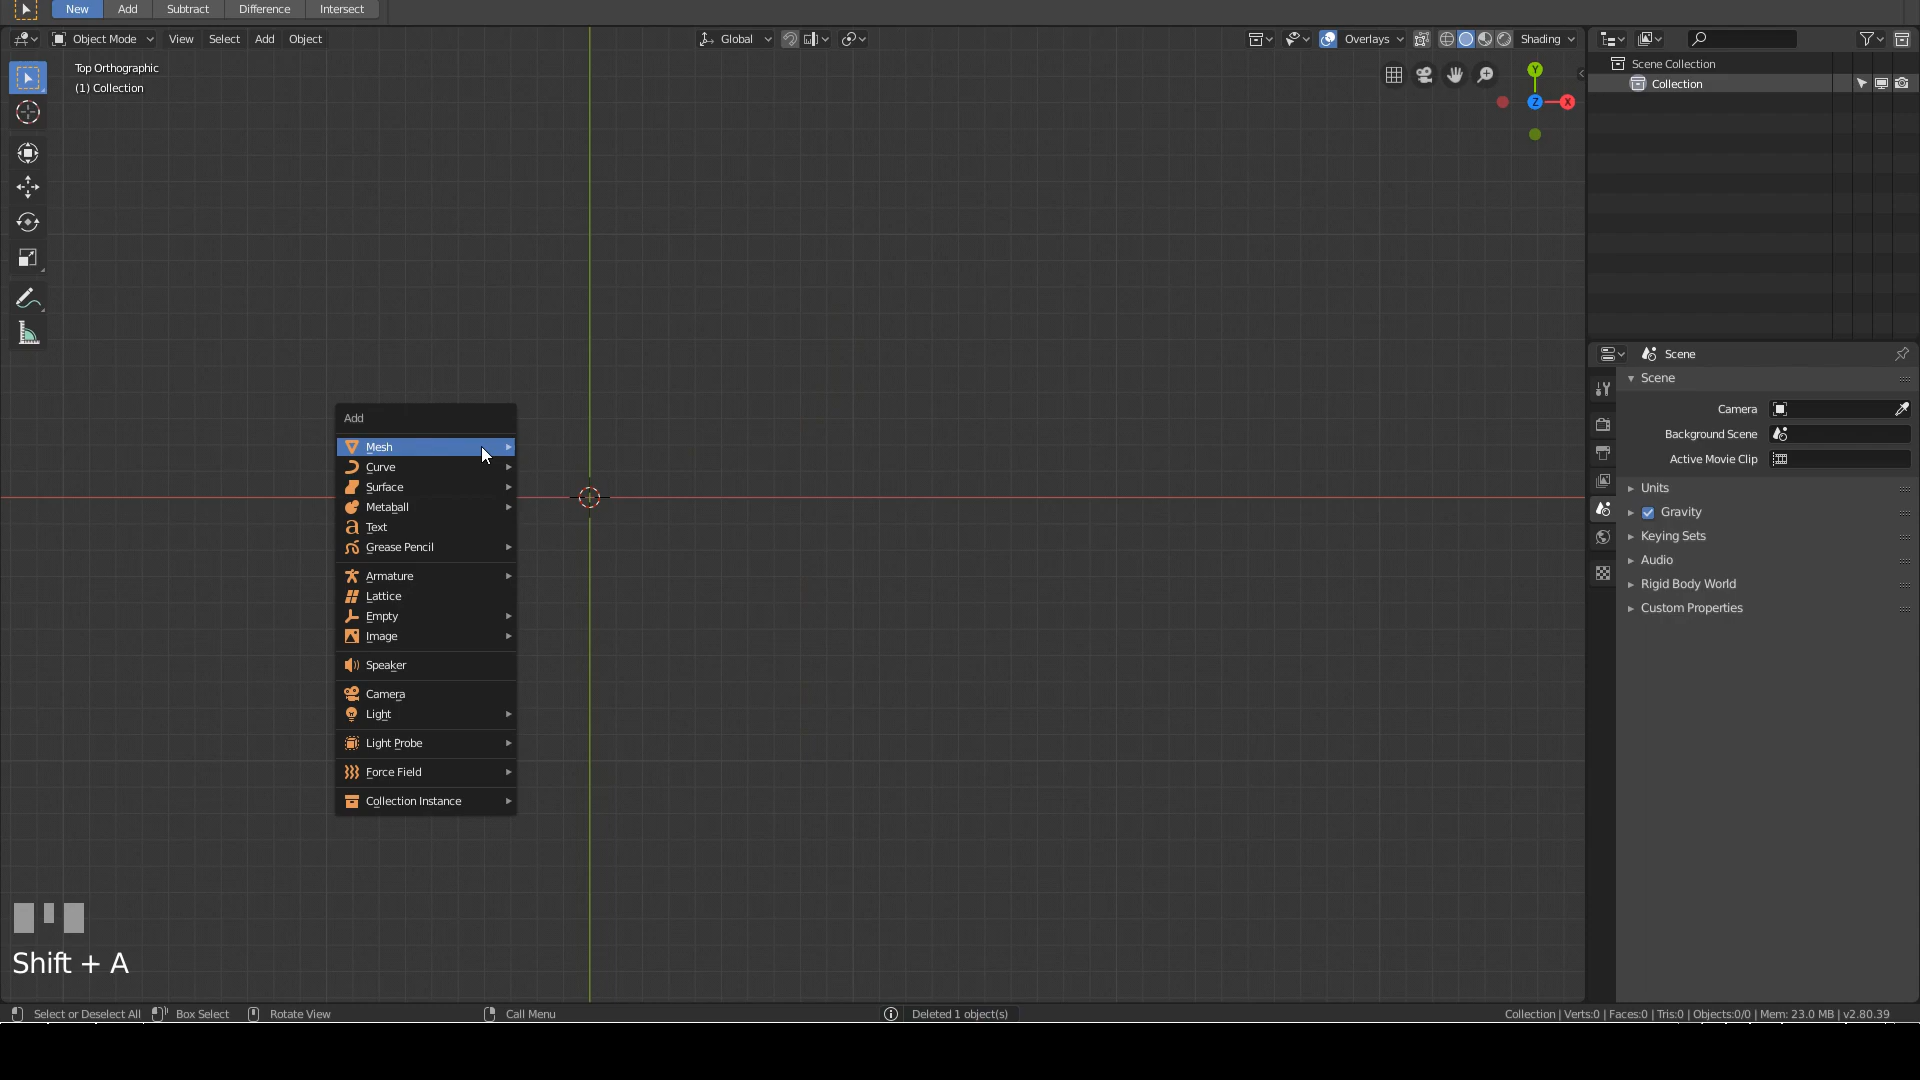 New Add Subtract Difference Intersect
Object Mode View Select Add Object Global Overlays Shading
Top Orthographic
(1) Collection
Y
Z X
Scene Collection
Collection
Scene
Scene
Camera
Background Scene
Active Movie Clip
Units
Gravity
Keying Sets
Audio
Rigid Body World
Custom Properties
Add
Mesh
Curve
Surface
Metaball
Text
Grease Pencil
Armature
Lattice
Empty
Image
Speaker
Camera
Light
Light Probe
Force Field
Collection Instance
Shift + A
Select or Deselect All Box Select Rotate View Call Menu Deleted 1 object(s) Collection | Verts:0 | Faces:0 | Tris:0 | Objects:0/0 | Mem: 23.0 MB | v2.80.39